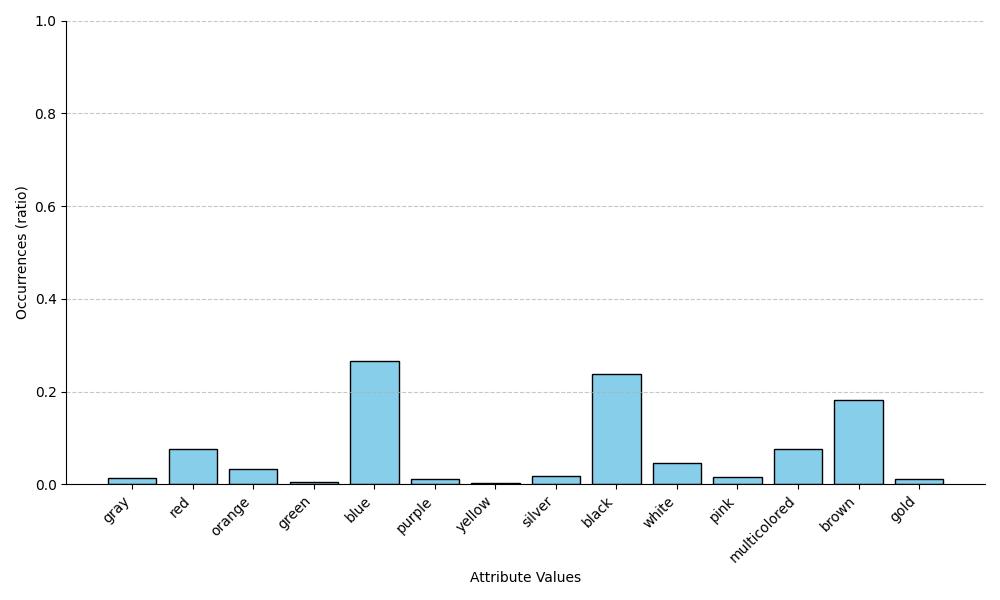 1.0
0.8
0.6
0.4
0.2
0.0
Occurrences (ratio)
gray
red
orange
green
blue
purple
yellow
silver
black
white
pink
multicolored
brown
gold
Attribute Values